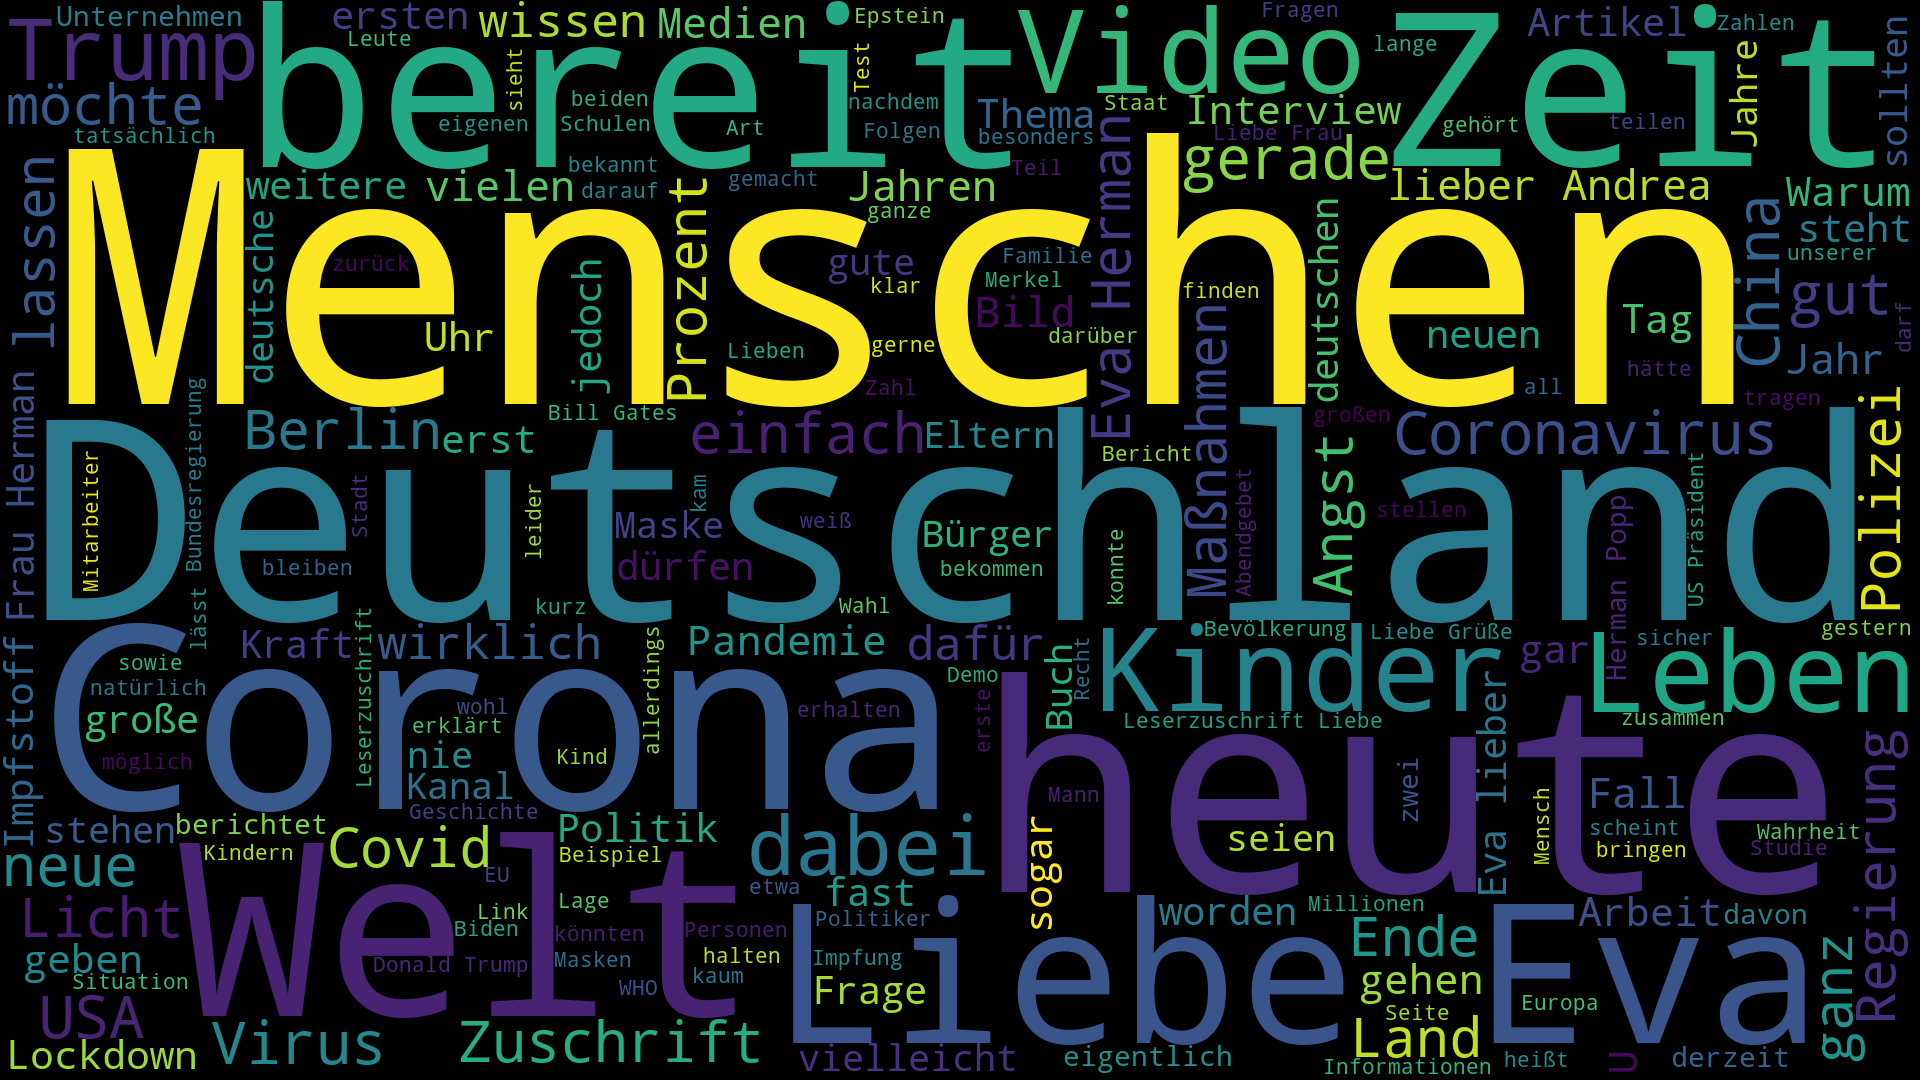 Unternehmen
ersten
wissen
Medien
Epstein
Video
Fragen
Zeit
Artikel
Zahlen
Trump
Leute
bereit
sieht
Test
lange
Jahre
sollten
möchte
beiden
nachdem
Thema
Staat
Interview
gehört
teilen
tatsächlich
eigenen
Schulen
Art
Folgen
besonders
Liebe Frau
Menschen
bekannt
gerade
lassen
weitere
vielen
darauf
gemacht
Jahren
Teil
Eva Herman
lieber
Andrea
Warum
deutsche
Prozent
ganze
deutschen
China
steht
zurück
jedoch
gute
Familie
unserer
klar
Merkel
finden
gut
Uhr
Bild
neuen
Tag
darf
Lieben
gerne
darüber
Jahr
Zahl
all
hätte
tragen
Frau Herman
Bundesregierung
Berlin
erst
Bill Gates
einfach
Eltern
Maßnahmen
großen
Coronavirus
Polizei
Deutschland
Mitarbeiter
Stadt
leider
kam
Bericht
Abendgebet
Angst
stellen
US Präsident
Maske
weiß
Bürger
konnte
Herman Popp
bleiben
dürfen
bekommen
lässt
kurz
Wahl
Impfstoff
Corona
Kraft
wirklich
Pandemie
dafür
Kinder
Bevölkerung
Liebe Grüße
gar
sicher
gestern
sowie
Leserzuschrift
allerdings
Demo
Buch
Recht
Leben
natürlich
wohl
erhalten
erste
heute
Eva lieber
große
erklärt
Leserzuschrift Liebe
zusammen
möglich
nie
Kind
Regierung
Kanal
Mann
zwei
Mensch
Fall
Geschichte
stehen
berichtet
Politik
dabei
sogar
seien
scheint
Wahrheit
neue
Kindern
Covid
Beispiel
bringen
Studie
Welt
EU
etwa
fast
Licht
Link
Lage
Liebe
Politiker
worden
Millionen
Eva
Arbeit
davon
Biden
könnten
Personen
Ende
ganz
geben
Donald Trump
Masken
halten
Impfung
Situation
WHO
kaum
Frage
gehen
Europa
USA
Seite
Lockdown
Virus
Zuschrift
vielleicht
eigentlich
Land
Informationen
heißt
U
derzeit